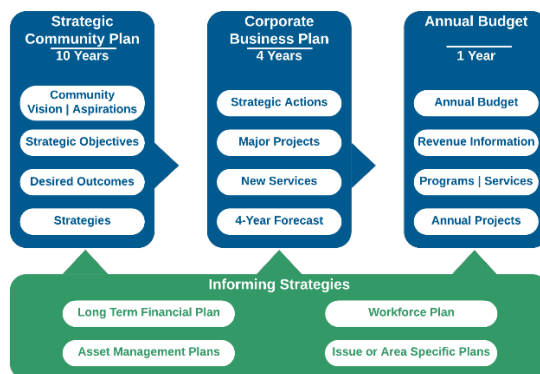 Strategic
Community Plan
10 Years
Community
Vision | Aspirations
Strategic Objectives
Desired Outcomes
Strategies
Corporate
Business Plan
4 Years
Strategic Actions
Major Projects
New Services
4-Year Forecast
Annual Budget
1 Year
Annual Budget
Revenue Information
Programs | Services
Annual Projects
Informing Strategies
Long Term Financial Plan
Workforce Plan
Asset Management Plans
Issue or Area Specific Plans